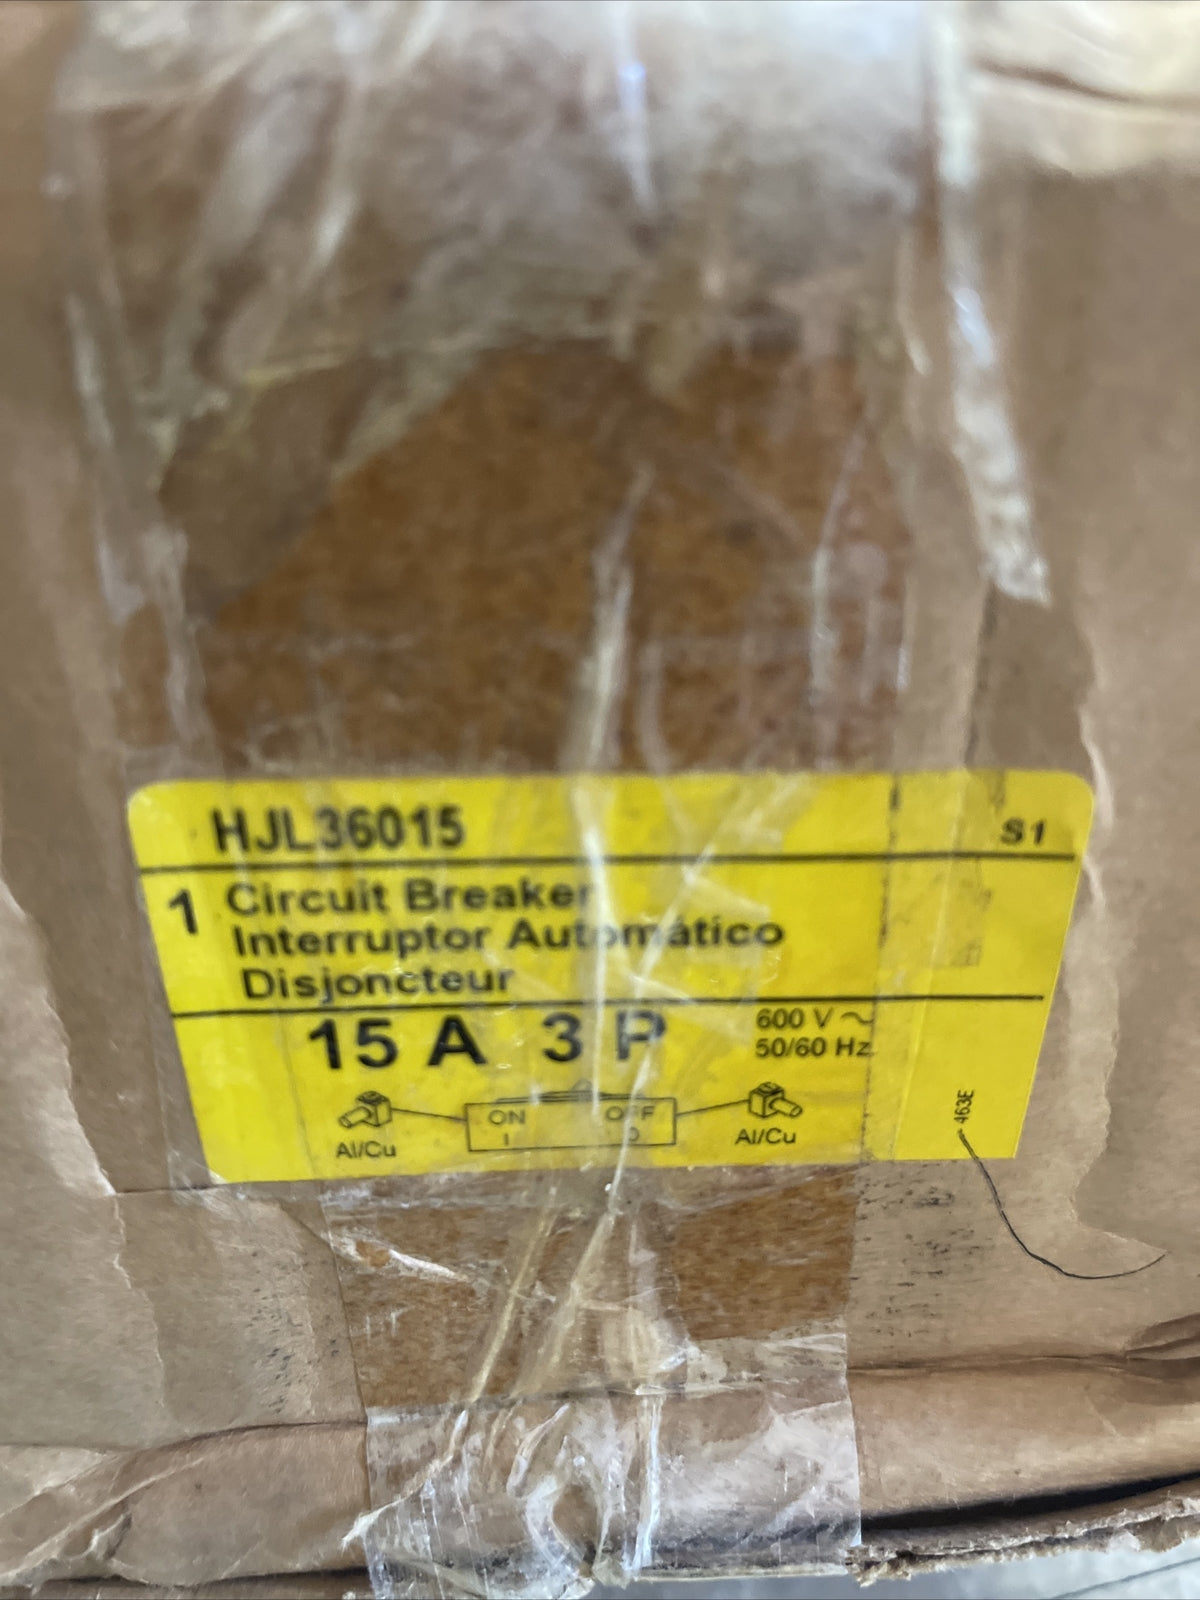 HJL36015
S1
1
Circuit Breaker
Interruptor Automático
Disjoncteur
15 A 3 P
600 V ~
50/60 Hz
ON OFF
I O
Al/Cu
Al/Cu
463E